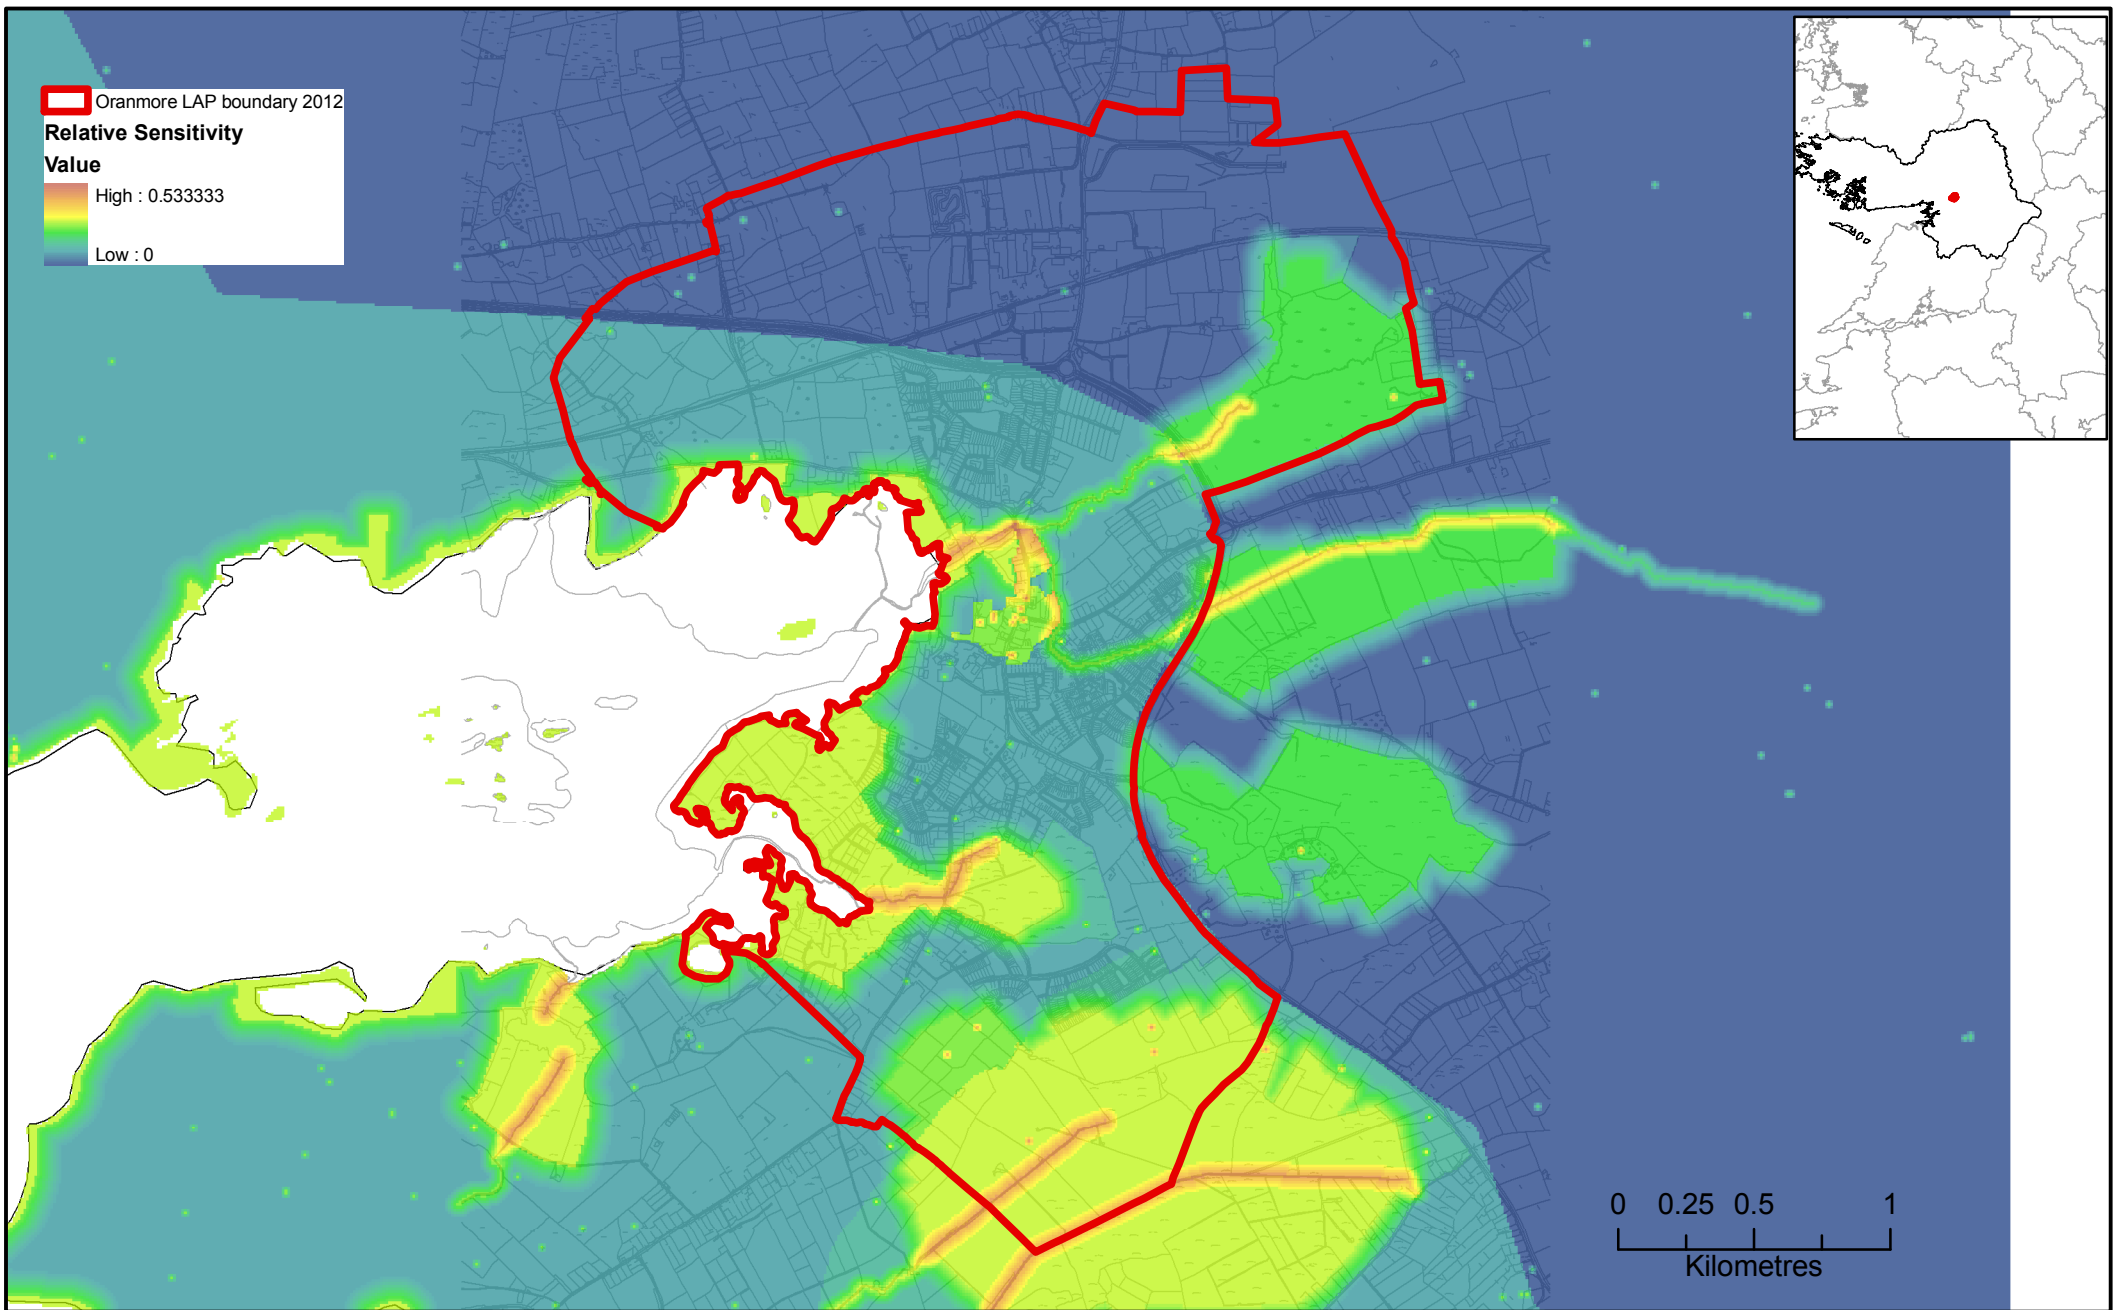 Oranmore LAP boundary 2012
Relative Sensitivity
Value
High : 0.533333
Low : 0
0 0.25 0.5 1
Kilometres